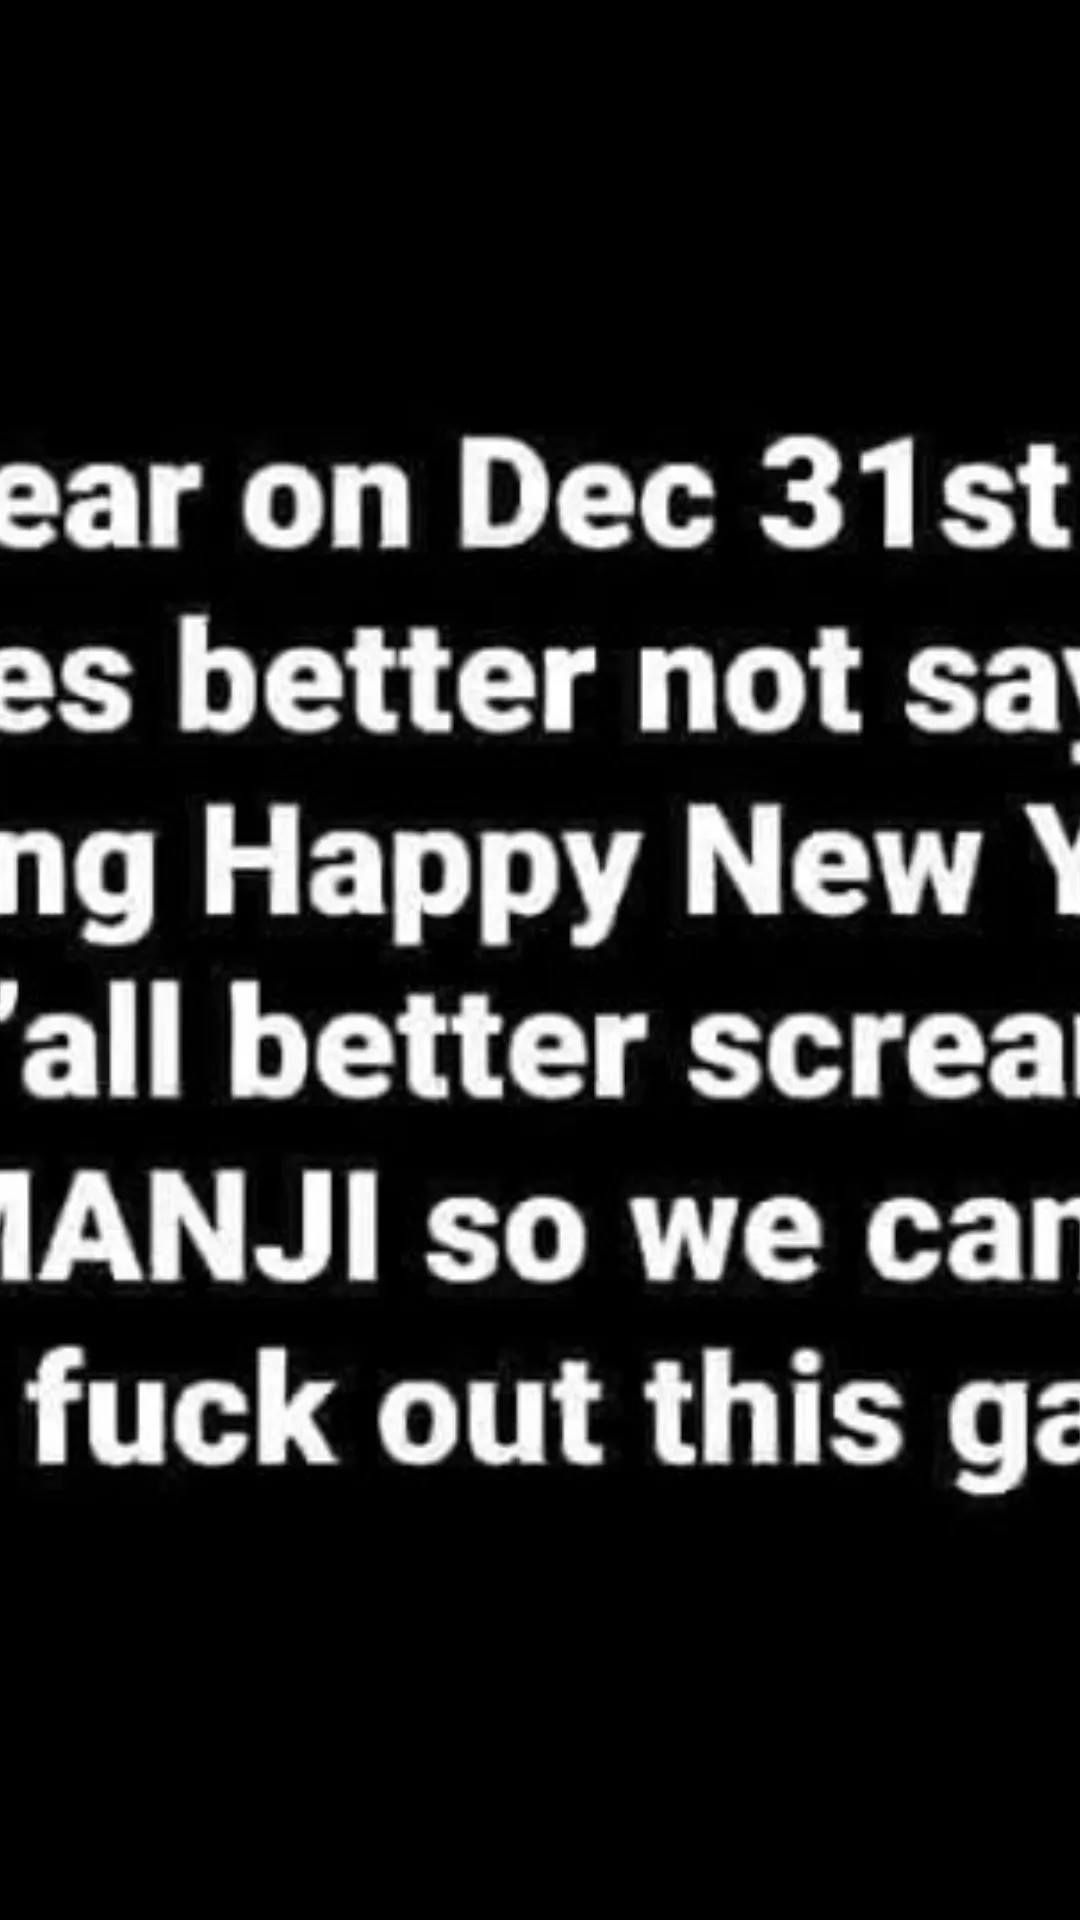 ear on Dec 31st
es better not say
ng Happy New Y
'all better screa
MANJI so we can
fuck out this ga